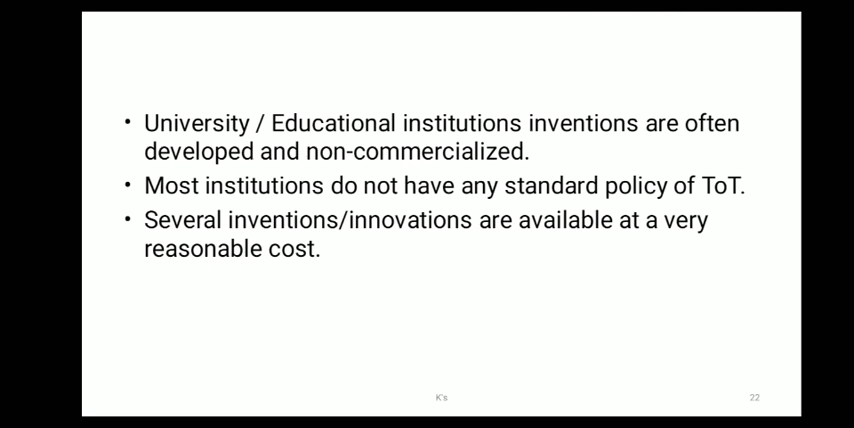 • University / Educational institutions inventions are often
developed and non-commercialized.
• Most institutions do not have any standard policy of ToT.
• Several inventions/innovations are available at a very
reasonable cost.
K's
22